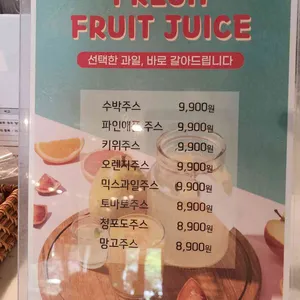 FRESH
FRUIT JUICE
선택한 과일, 바로 갈아드립니다
수박주스 9,900원
파인애플 주스 9,900원
키위주스 9,900원
오렌지주스 9,900원
믹스과일주스 9,900원
토마토주스 8,900원
청포도주스 8,900원
망고주스 8,900원